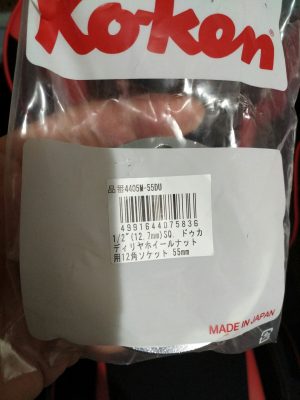 Ko-ken
品番4405M-55DU
4991644075836
1/2"(12.7mm)SQ. ドゥカ
ティリヤホイールナット
用12角ソケット 55mm
MADE IN JAPAN